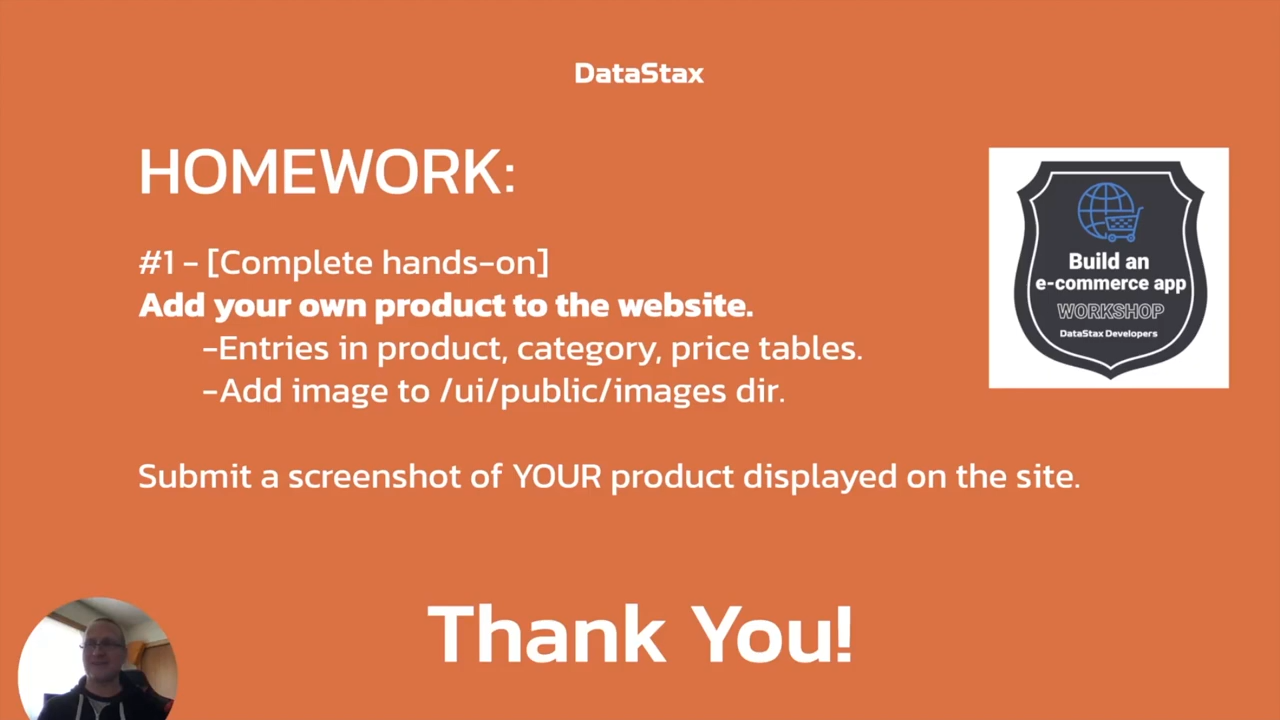 DataStax
HOMEWORK:
#1 - [Complete hands-on]
Add your own product to the website.
-Entries in product, category, price tables.
-Add image to /ui/public/images dir.
Submit a screenshot of YOUR product displayed on the site.
Build an
e-commerce app
WORKSHOP
DataStax Developers
Thank You!